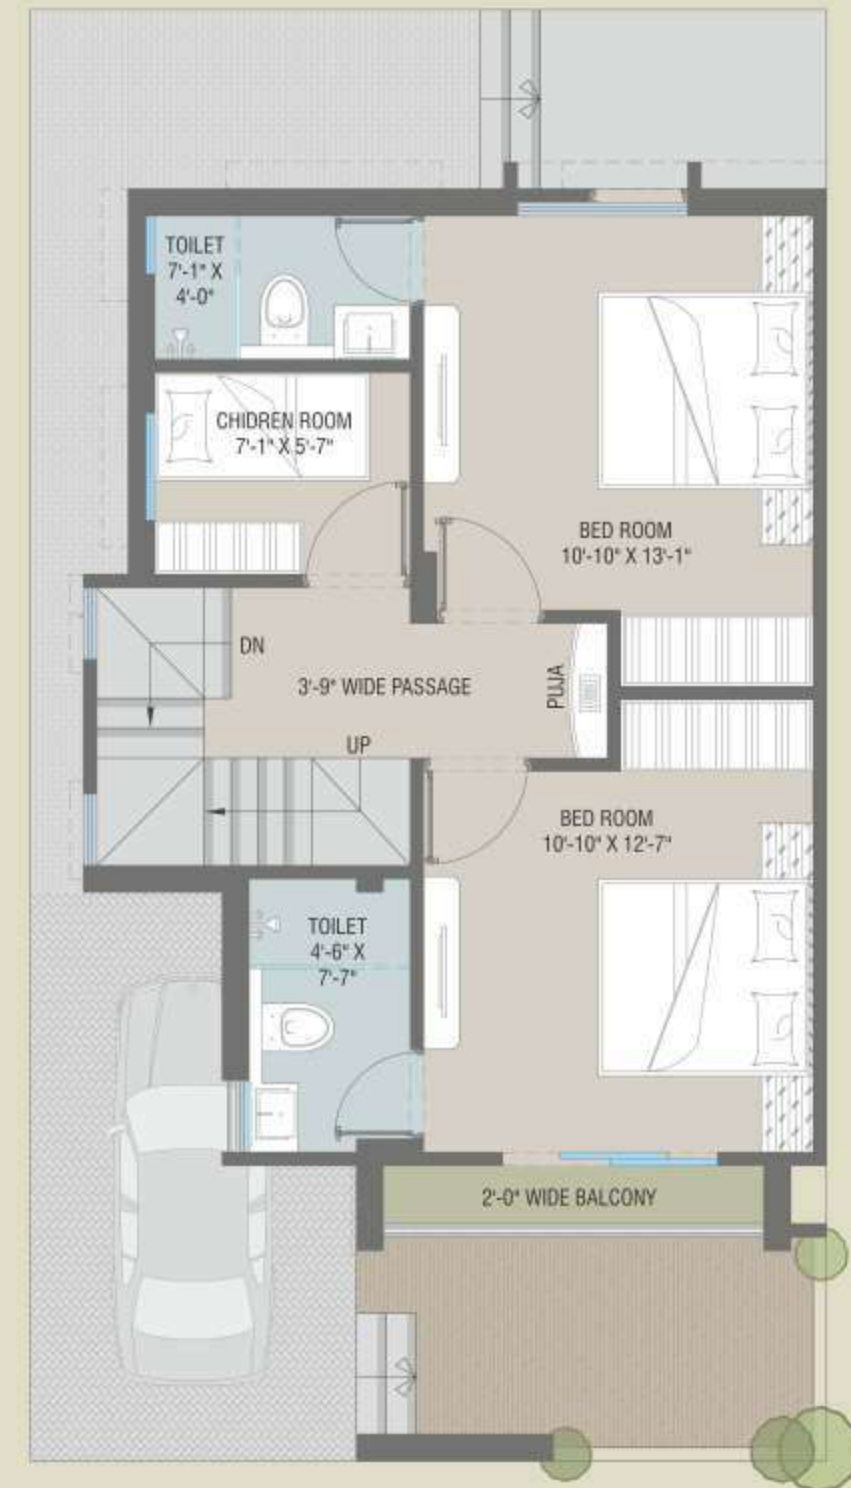 TOILET
7'-1" X
4'-0"
CHIDREN ROOM
7'-1" X 5'-7"
BED ROOM
10'-10" X 13'-1"
DN
3'-9" WIDE PASSAGE
PUJA
UP
BED ROOM
10'-10" X 12'-7"
TOILET
4'-6" X
7'-7"
2'-0" WIDE BALCONY